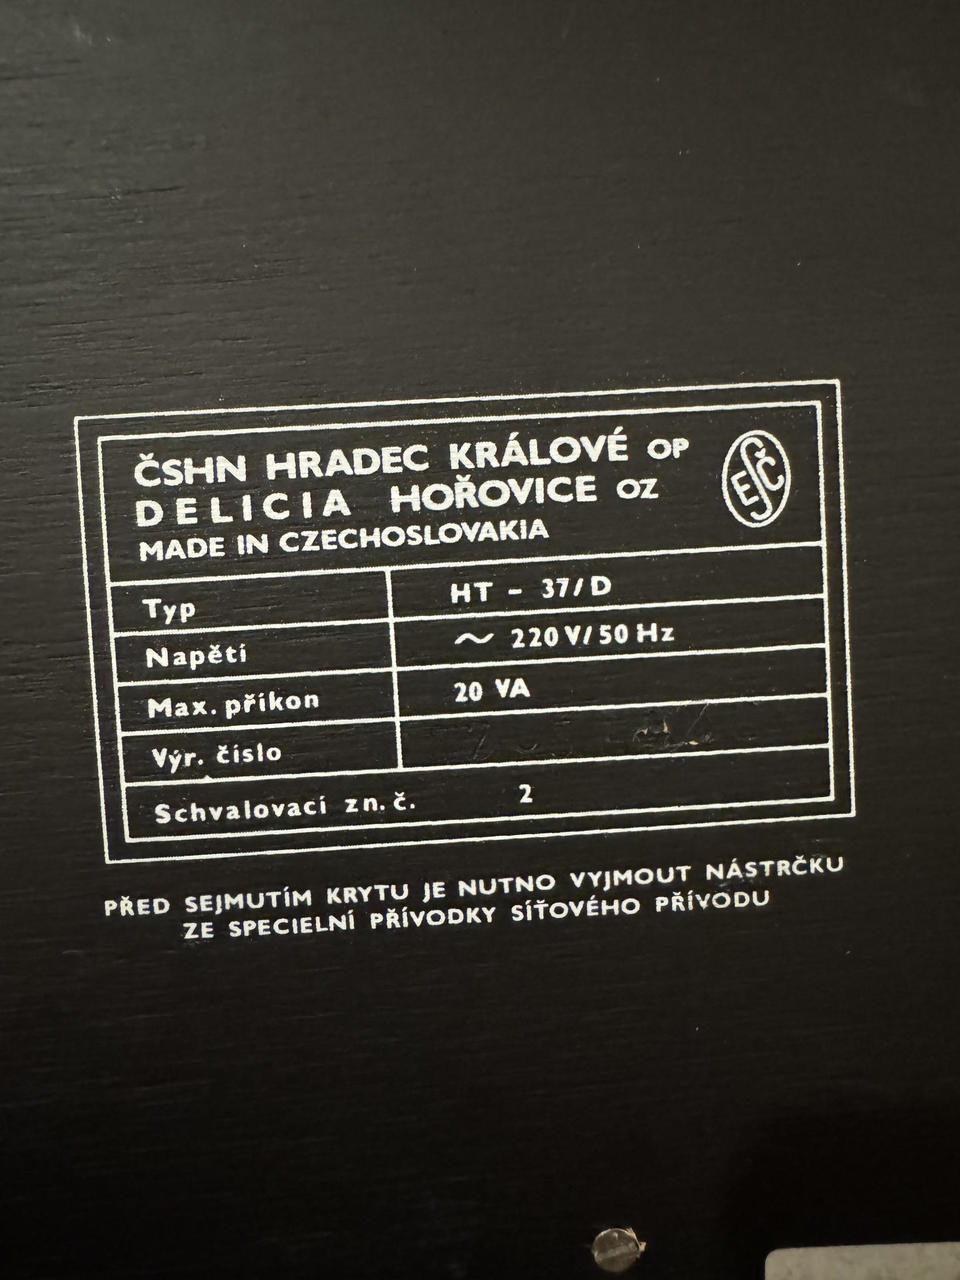 ČSHN HRADEC KRÁLOVÉ OP
DELICIA HOŘOVICE OZ
MADE IN CZECHOSLOVAKIA
ESČ
Typ HT - 37/D
Napětí ~ 220 V/50 Hz
Max. příkon 20 VA
Výr. číslo
Schvalovací zn. č. 2
PŘED SEJMUTÍM KRYTU JE NUTNO VYJMOUT NÁSTRČKU
ZE SPECIELNÍ PŘÍVODKY SÍŤOVÉHO PŘÍVODU